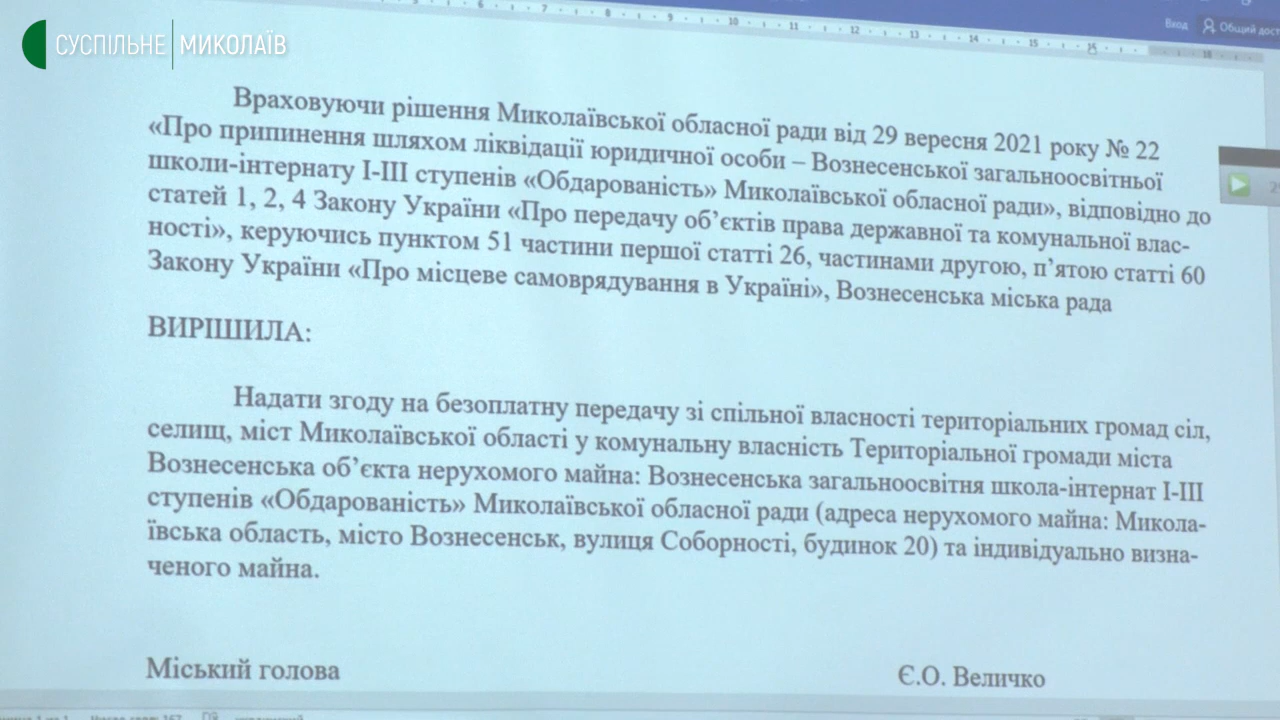 СУСПІЛЬНЕ МИКОЛАЇВ
Вход Общий дост
Враховуючи рішення Миколаївської обласної ради від 29 вересня 2021 року № 22
«Про припинення шляхом ліквідації юридичної особи – Вознесенської загальноосвітньої
школи-інтернату І-ІІІ ступенів «Обдарованість» Миколаївської обласної ради», відповідно до
статей 1, 2, 4 Закону України «Про передачу об’єктів права державної та комунальної влас-
ності», керуючись пунктом 51 частини першої статті 26, частинами другою, п’ятою статті 60
Закону України «Про місцеве самоврядування в Україні», Вознесенська міська рада
ВИРІШИЛА:
Надати згоду на безоплатну передачу зі спільної власності територіальних громад сіл,
селищ, міст Миколаївської області у комунальну власність Територіальної громади міста
Вознесенська об’єкта нерухомого майна: Вознесенська загальноосвітня школа-інтернат І-ІІІ
ступенів «Обдарованість» Миколаївської обласної ради (адреса нерухомого майна: Микола-
ївська область, місто Вознесенськ, вулиця Соборності, будинок 20) та індивідуально визна-
ченого майна.
Міський голова Є.О. Величко